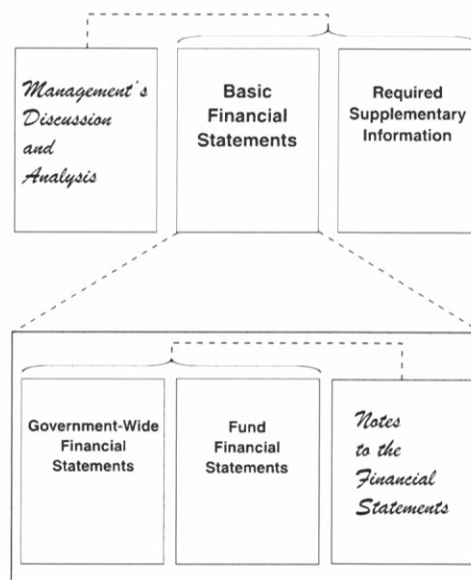 Management's
Discussion
and
Analysis
Basic
Financial
Statements
Required
Supplementary
Information
Government-Wide
Financial
Statements
Fund
Financial
Statements
Notes
to the
Financial
Statements